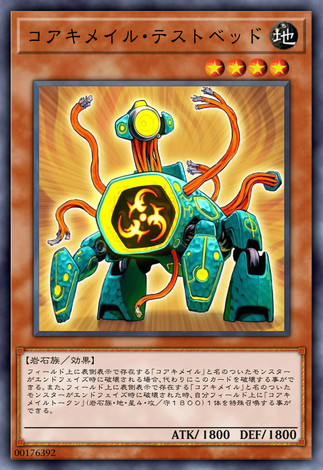 コアキメイル・テストベッド
地
【岩石族／効果】
フィールド上に表側表示で存在する「コアキメイル」と名のついたモンスター
がエンドフェイズ時に破壊される場合、代わりにこのカードを破壊する事がで
きる。また、フィールド上に表側表示で存在する「コアキメイル」と名のついた
モンスターがエンドフェイズ時に破壊された時、自分フィールド上に「コアキメ
イルトークン」（岩石族・地・星４・攻／守１８００）１体を特殊召喚する事が
できる。
ATK/ 1800 DEF/ 1800
00176392